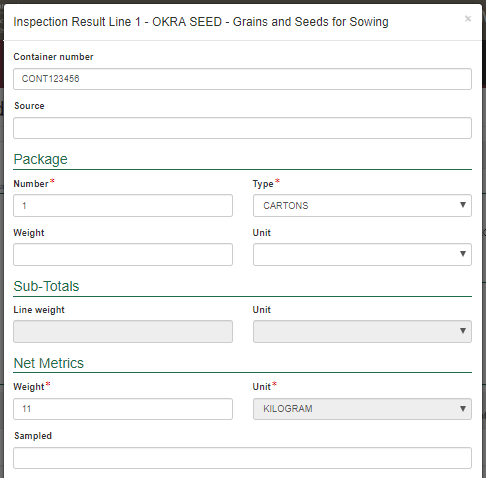 Inspection Result Line 1 - OKRA SEED - Grains and Seeds for Sowing ×
Container number
CONT123456
Source
Package
Number* Type*
1 CARTONS
Weight Unit
Sub-Totals
Line weight Unit
Net Metrics
Weight* Unit*
11 KILOGRAM
Sampled